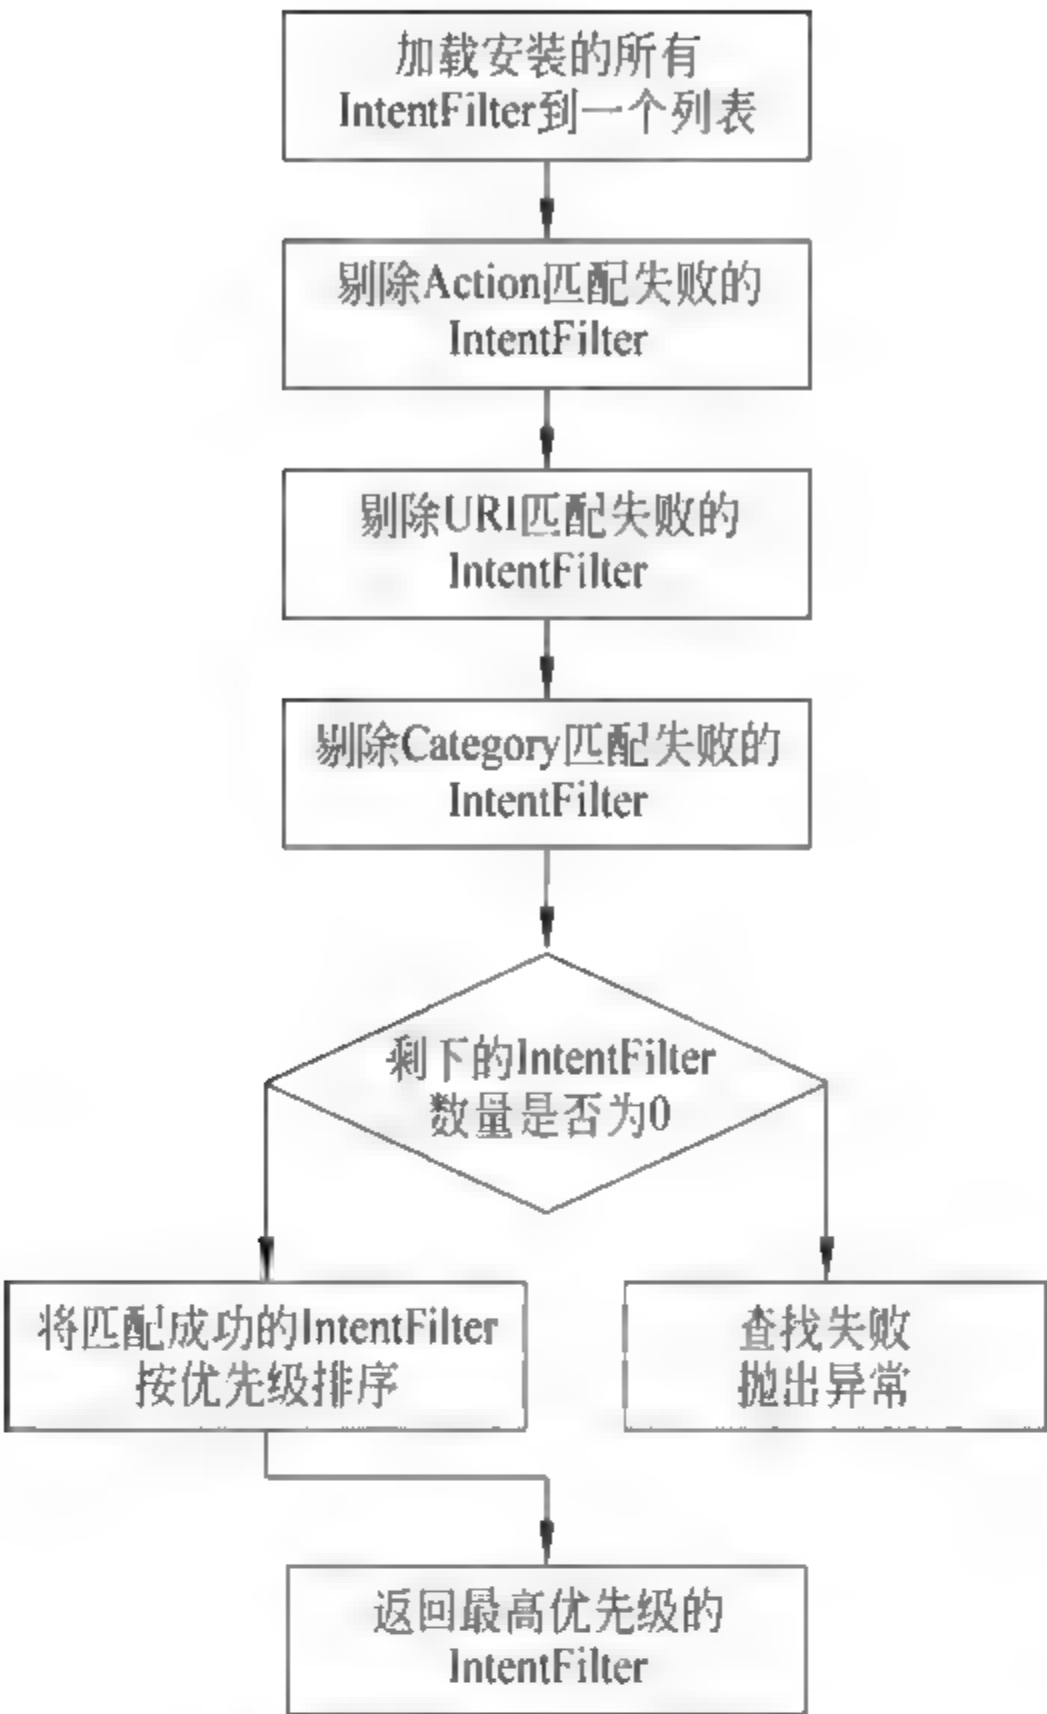 加载安装的所有
IntentFilter到一个列表
剔除Action匹配失败的
IntentFilter
剔除URI匹配失败的
IntentFilter
剔除Category匹配失败的
IntentFilter
剩下的IntentFilter
数量是否为0
将匹配成功的IntentFilter
按优先级排序
查找失败
抛出异常
返回最高优先级的
IntentFilter